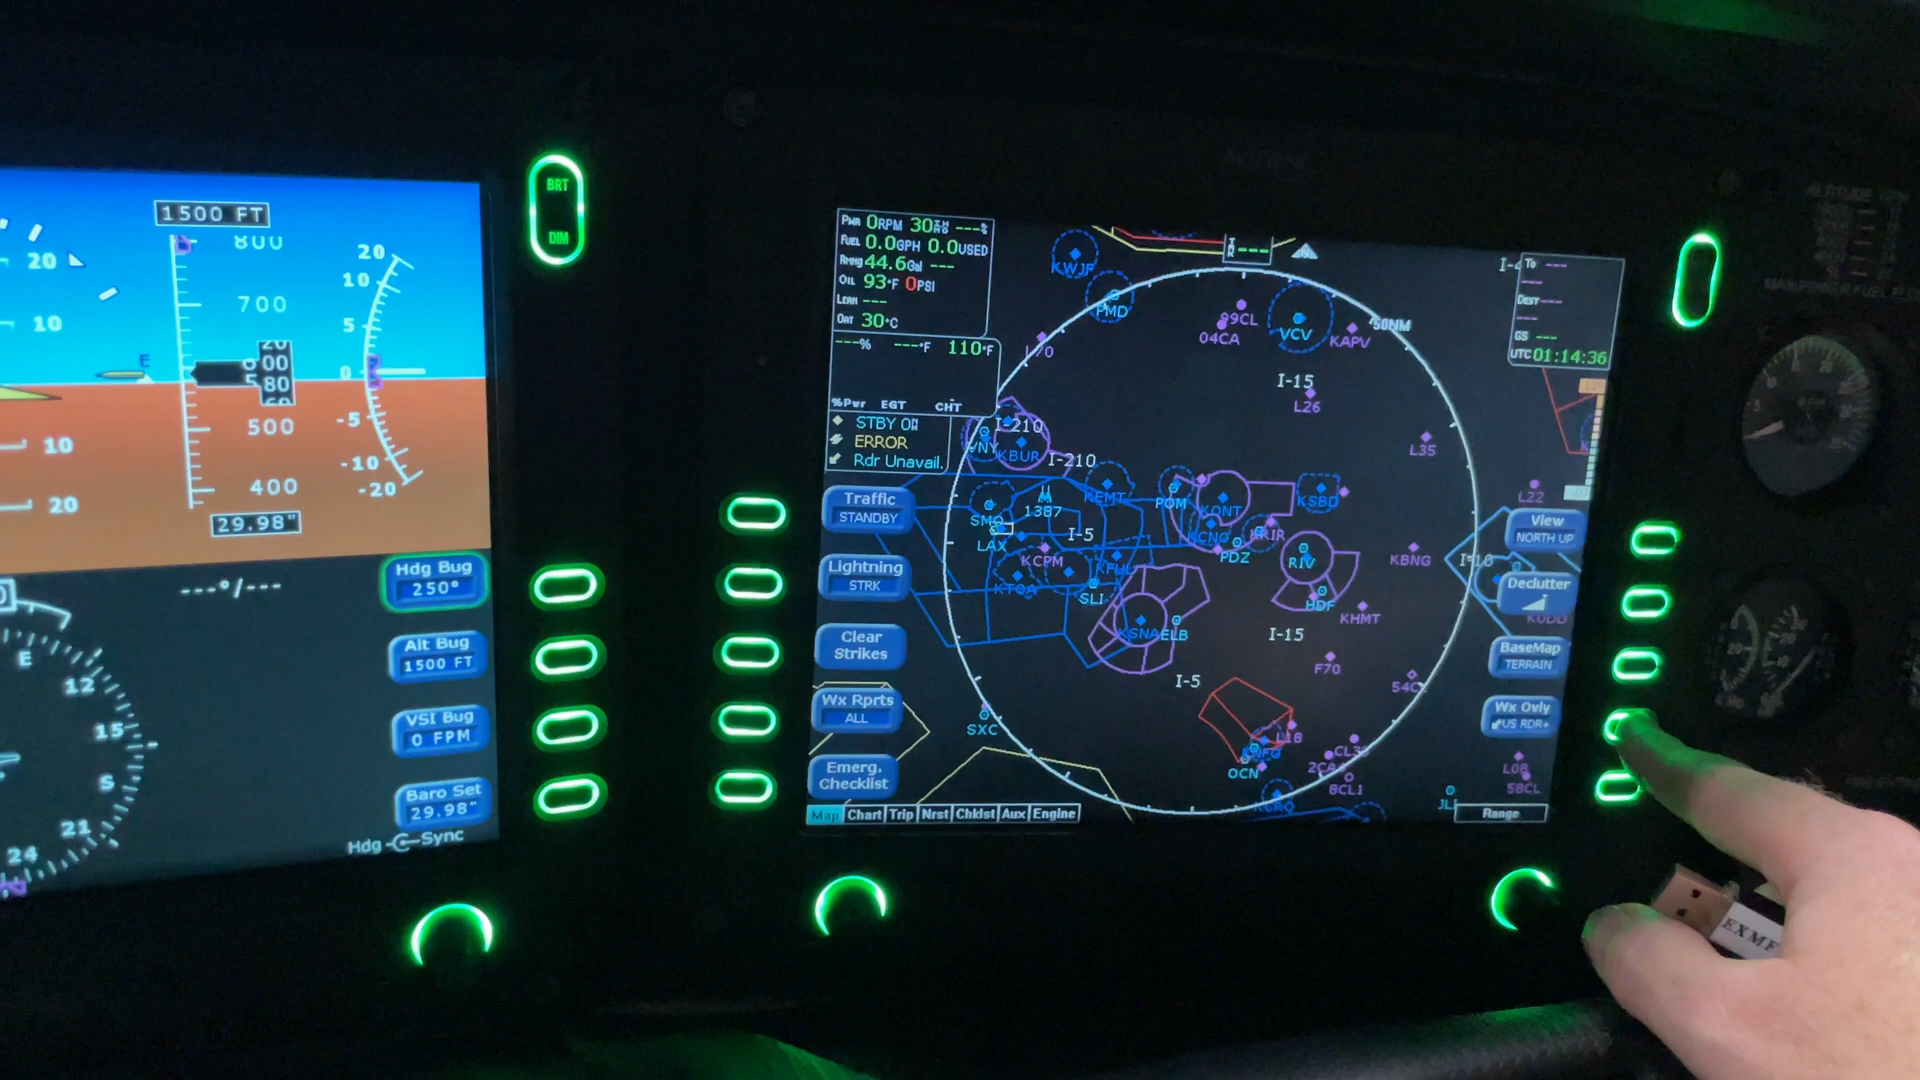 BRT
DIM
1500 FT
800
700
500
400
29.98"
20
10
10
20
E
20
10
5
0
-5
-10
-20
---°/---
Hdg Bug
250°
Alt Bug
1500 FT
VSI Bug
0 FPM
Baro Set
29.98"
Hdg Sync
E
12
15
S
21
24
PWR 0RPM 30 ---%
FUEL 0.0GPH 0.0USED
Rmng 44.6Gal ---
OIL 93°F 0PSI
LEAN ---
OAT 30°C
---% ---°F 110°F
%Pwr EGT CHT
STBY ON
ERROR
Rdr Unavail.
Traffic
STANDBY
Lightning
STRK
Clear
Strikes
Wx Rprts
ALL
Emerg.
Checklist
Map Chart Trip Nrst Chklst Aux Engine
KWJF
PMD
99CL
04CA
VCV
KAPV
50NM
L70
I-15
L26
I-210
VNY
KBUR
I-210
L35
KEMT
POM
KONT
KSBD
L22
SMO
1387
I-5
KCNO
KRIR
LAX
KCPM
PDZ
RIV
KBNG
I-10
KTOA
KFUL
SLI
HDF
KHMT
KUDD
KSNA
ELB
I-15
F70
I-5
SXC
L18
OCN
KCRQ
8CL1
L08
58CL
JLI
To ---
---
DEST ---
---
GS ---
UTC 01:14:36
View
NORTH UP
Declutter
BaseMap
TERRAIN
Wx Ovly
US RDR+
Range
EXMF